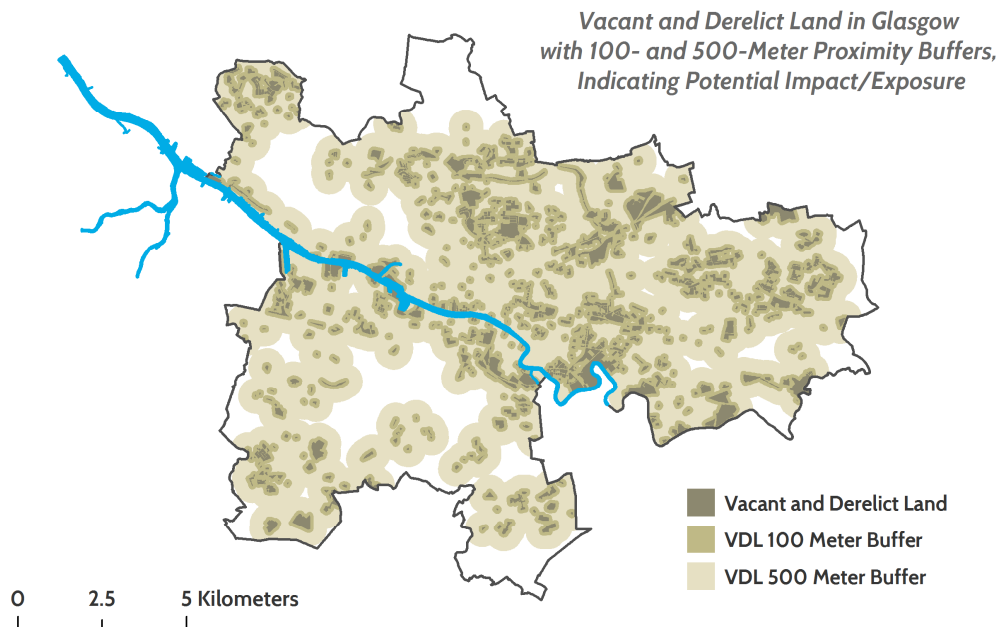 Vacant and Derelict Land in Glasgow
with 100- and 500-Meter Proximity Buffers,
Indicating Potential Impact/Exposure
Vacant and Derelict Land
VDL 100 Meter Buffer
VDL 500 Meter Buffer
0 2.5 5 Kilometers